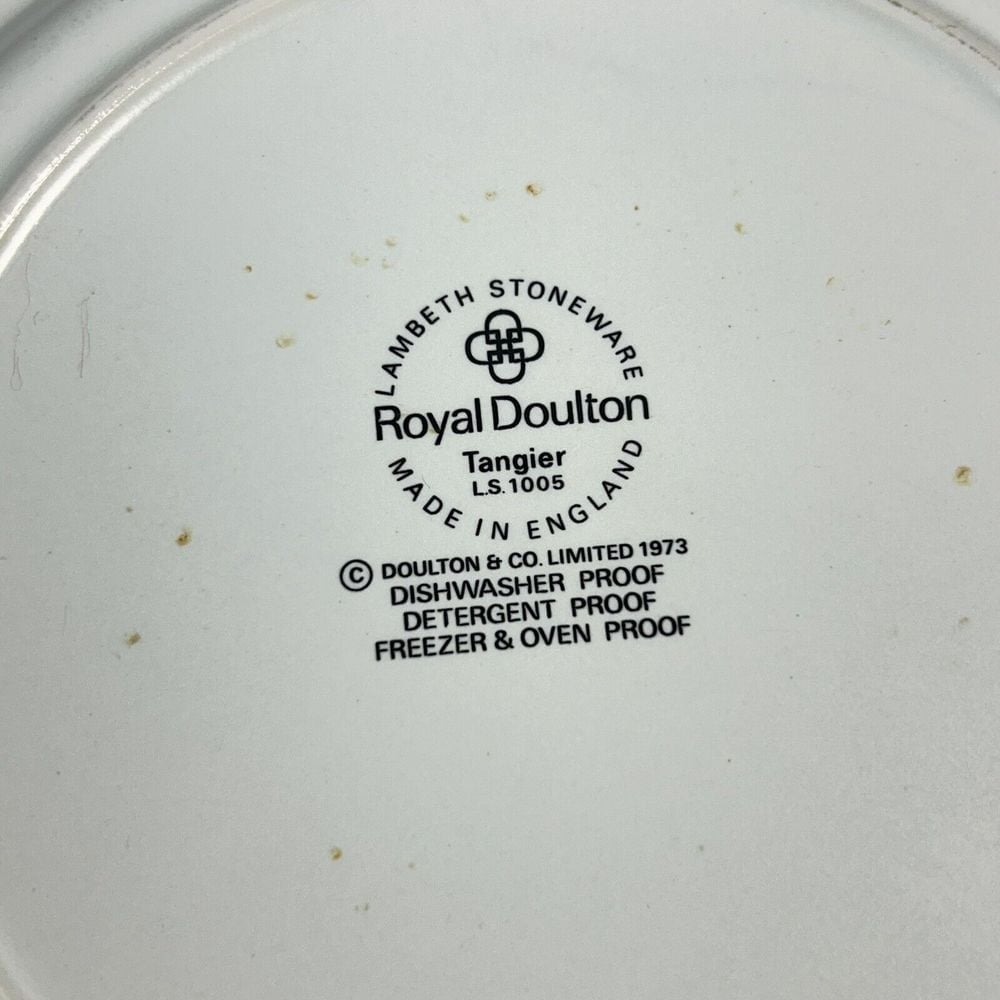 LAMBETH STONEWARE
Royal Doulton
Tangier
L.S. 1005
MADE IN ENGLAND
© DOULTON & CO. LIMITED 1973
DISHWASHER PROOF
DETERGENT PROOF
FREEZER & OVEN PROOF